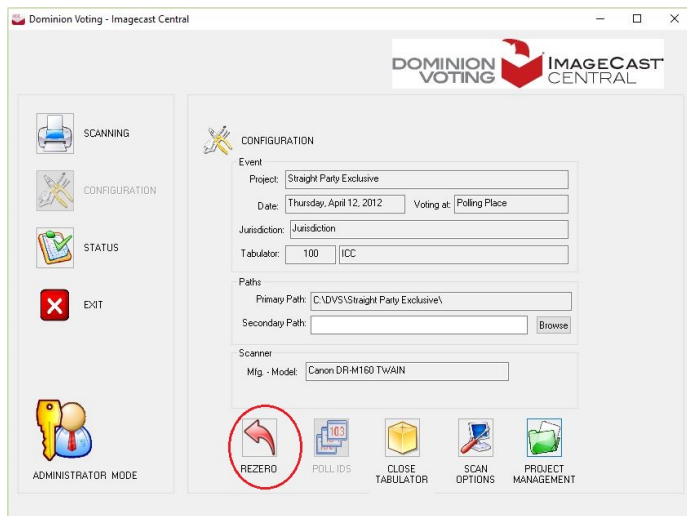 Dominion Voting - Imagecast Central
DOMINION VOTING IMAGECAST CENTRAL
SCANNING
CONFIGURATION
STATUS
EXIT
ADMINISTRATOR MODE
CONFIGURATION
Event
Project: Straight Party Exclusive
Date: Thursday, April 12, 2012 Voting at: Polling Place
Jurisdiction: Jurisdiction
Tabulator: 100 ICC
Paths
Primary Path: C:\DVS\Straight Party Exclusive\
Secondary Path: Browse
Scanner
Mfg. - Model: Canon DR-M160 TWAIN
103
REZERO POLL IDS CLOSE TABULATOR SCAN OPTIONS PROJECT MANAGEMENT